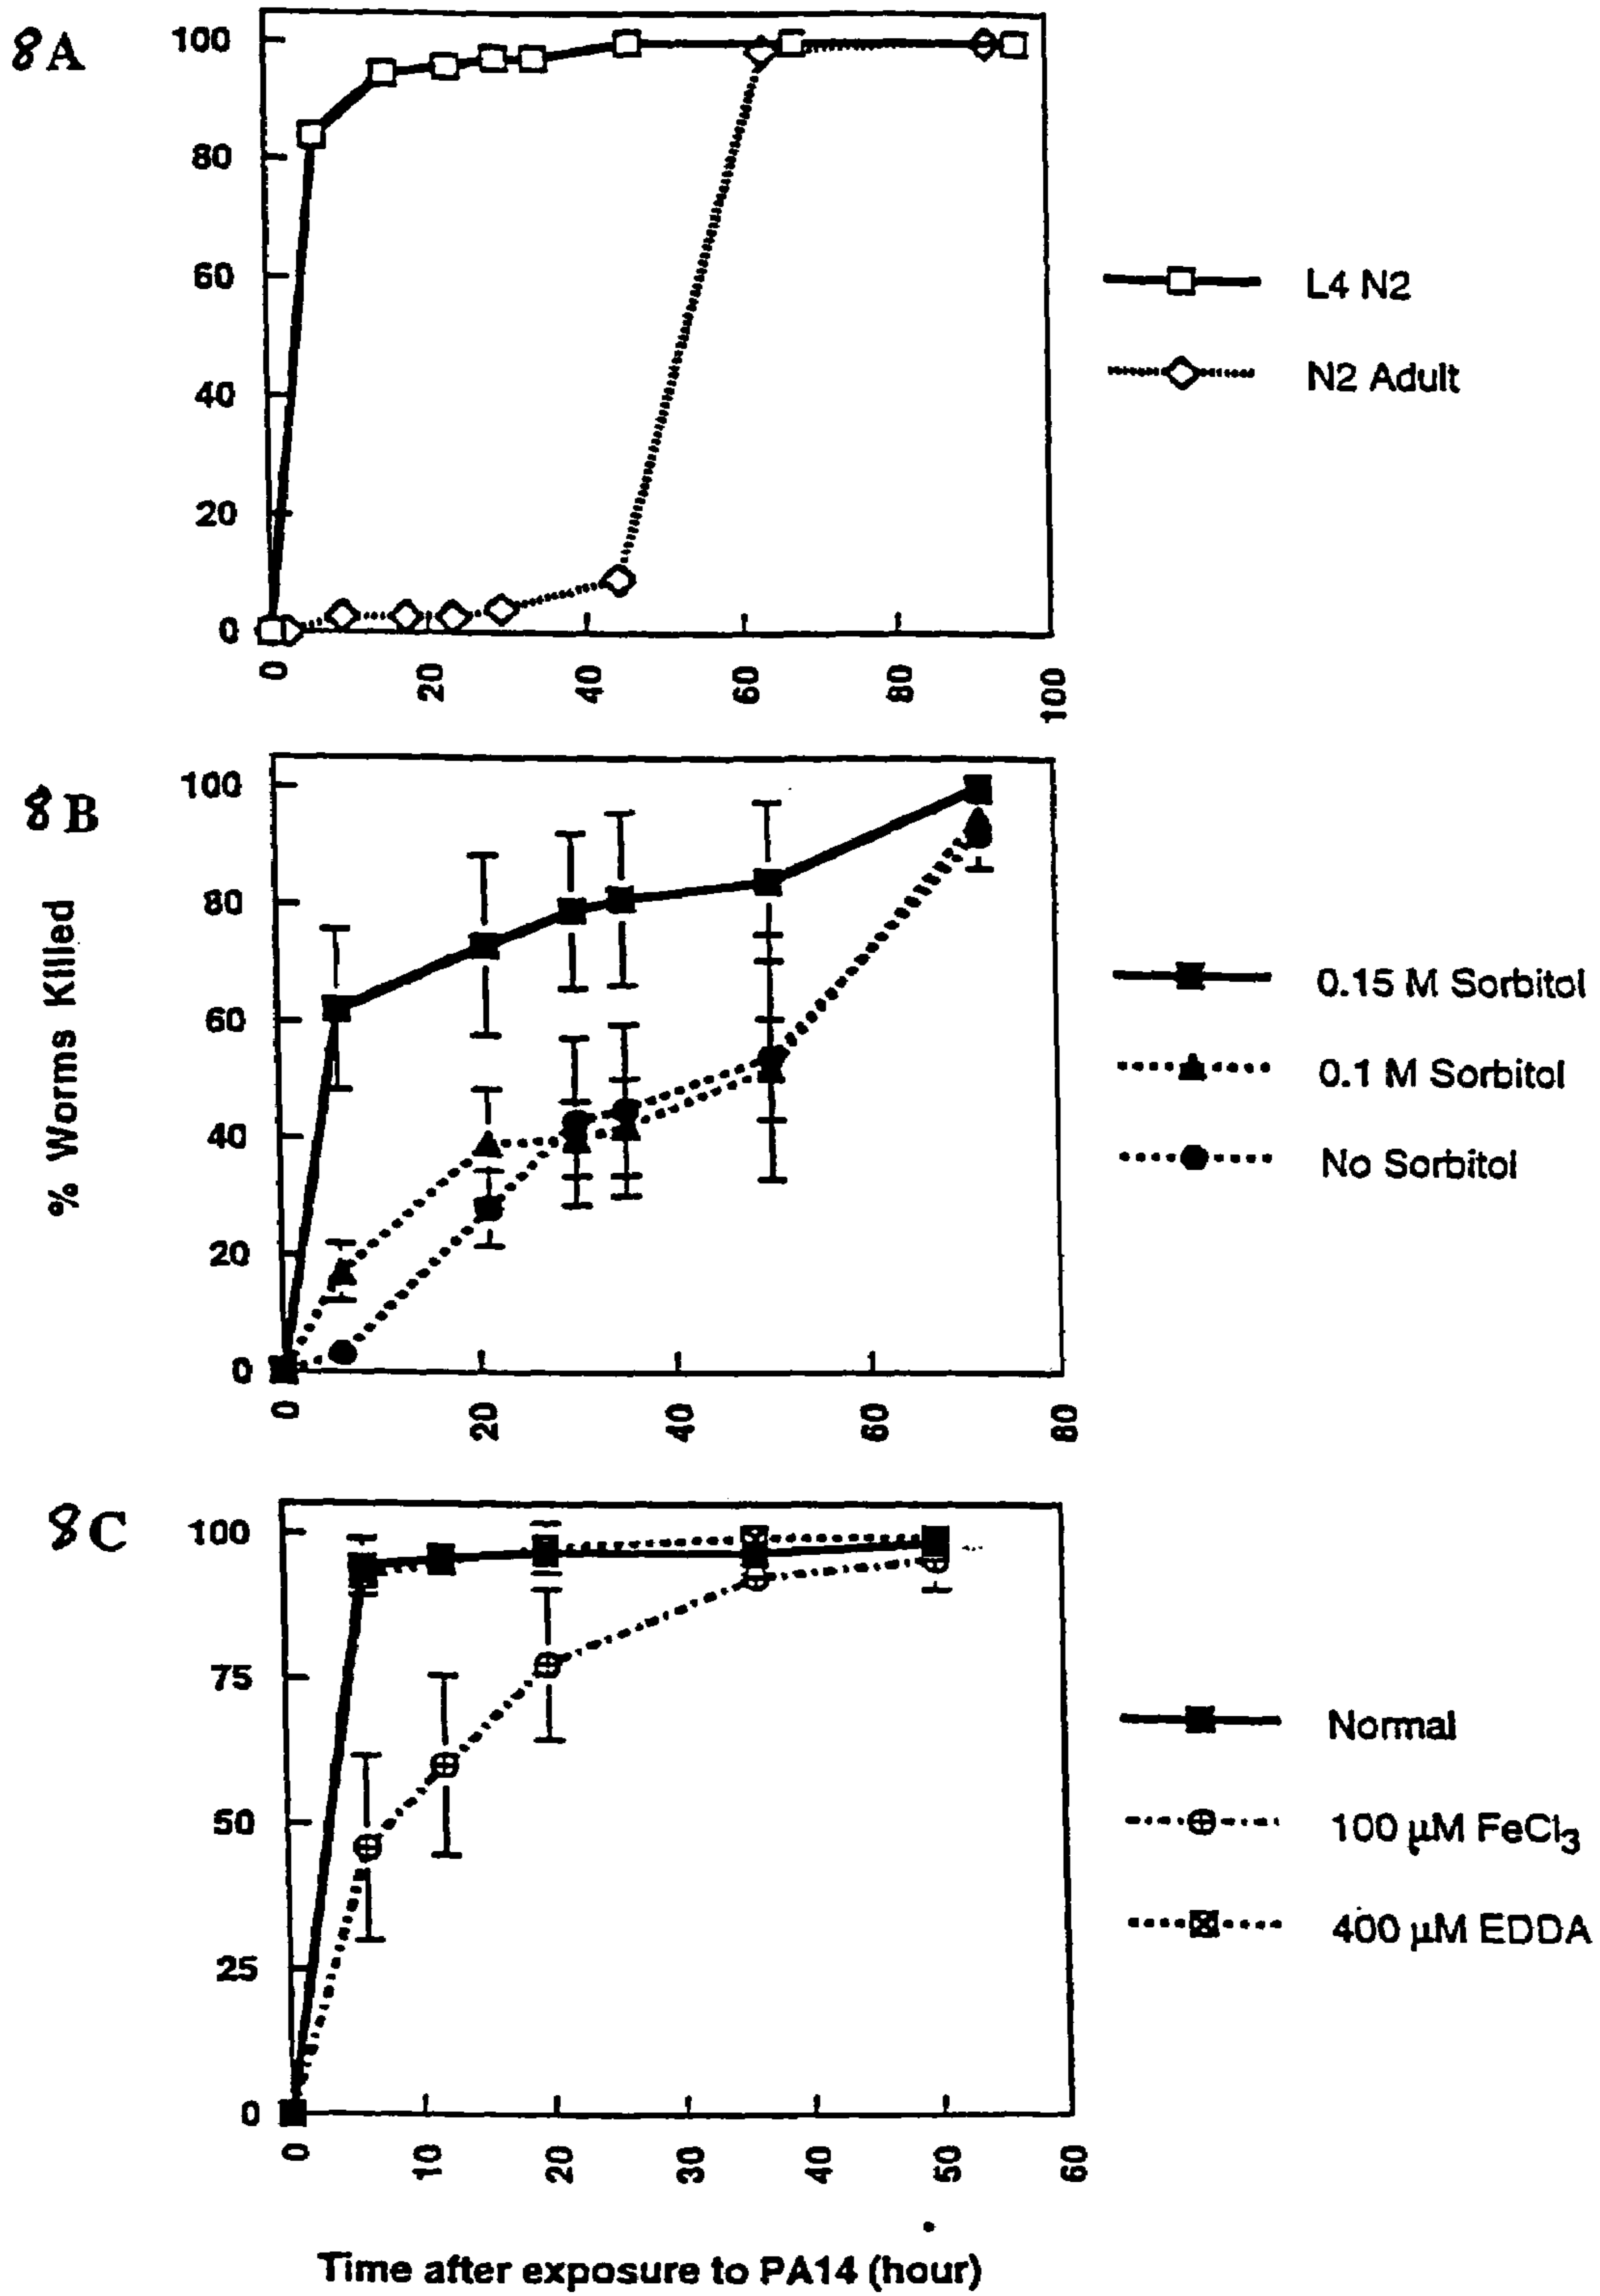 8A
100
80
60
40
20
0
0 20 40 60 80 100
L4 N2
N2 Adult
8B
100
80
60
40
20
0
0 20 40 60 80
0.15 M Sorbitol
0.1 M Sorbitol
No Sorbitol
% Worms Killed
8C
100
75
50
25
0
0 10 20 30 40 50 60
Normal
100 µM FeCl3
400 µM EDDA
Time after exposure to PA14 (hour)